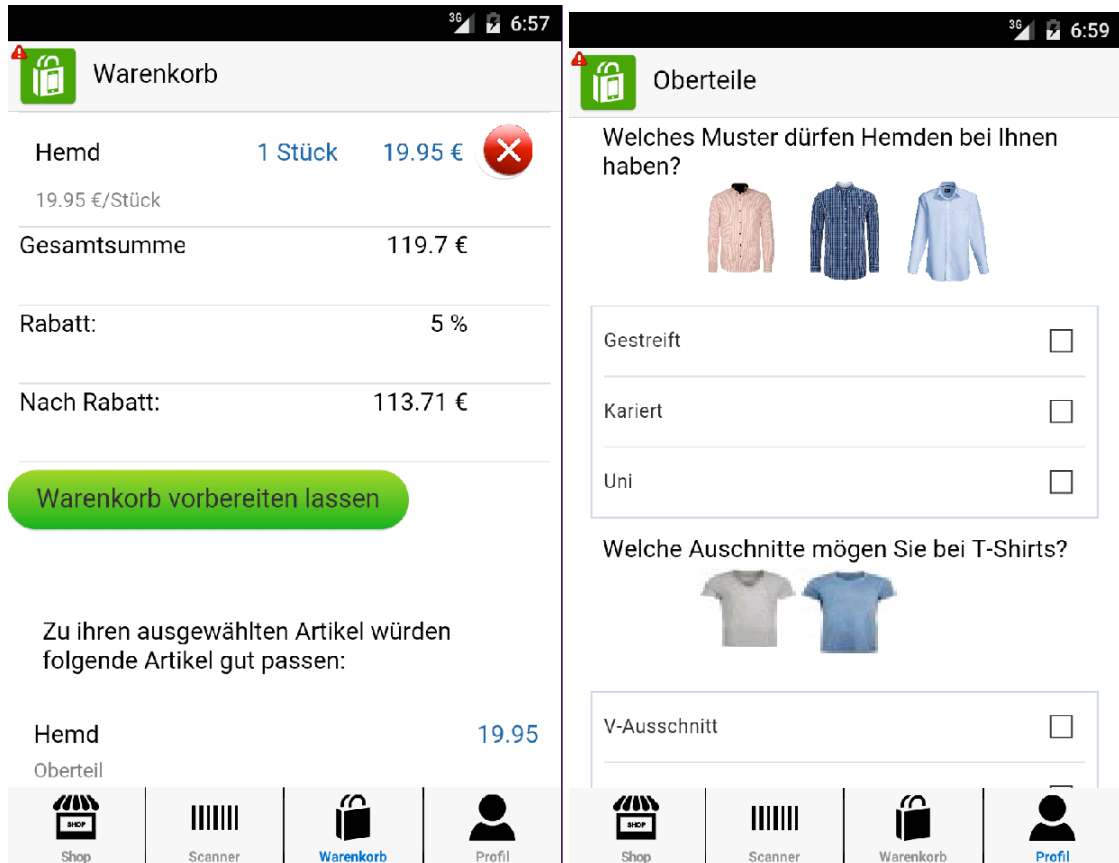 3G 6:57
Warenkorb
Hemd 1 Stück 19.95 €
19.95 €/Stück
Gesamtsumme 119.7 €
Rabatt: 5 %
Nach Rabatt: 113.71 €
Warenkorb vorbereiten lassen
Zu ihren ausgewählten Artikel würden
folgende Artikel gut passen:
Hemd 19.95
Oberteil
SHOP
Shop Scanner Warenkorb Profil
3G 6:59
Oberteile
Welches Muster dürfen Hemden bei Ihnen
haben?
Gestreift
Kariert
Uni
Welche Auschnitte mögen Sie bei T-Shirts?
V-Ausschnitt
SHOP
Shop Scanner Warenkorb Profil